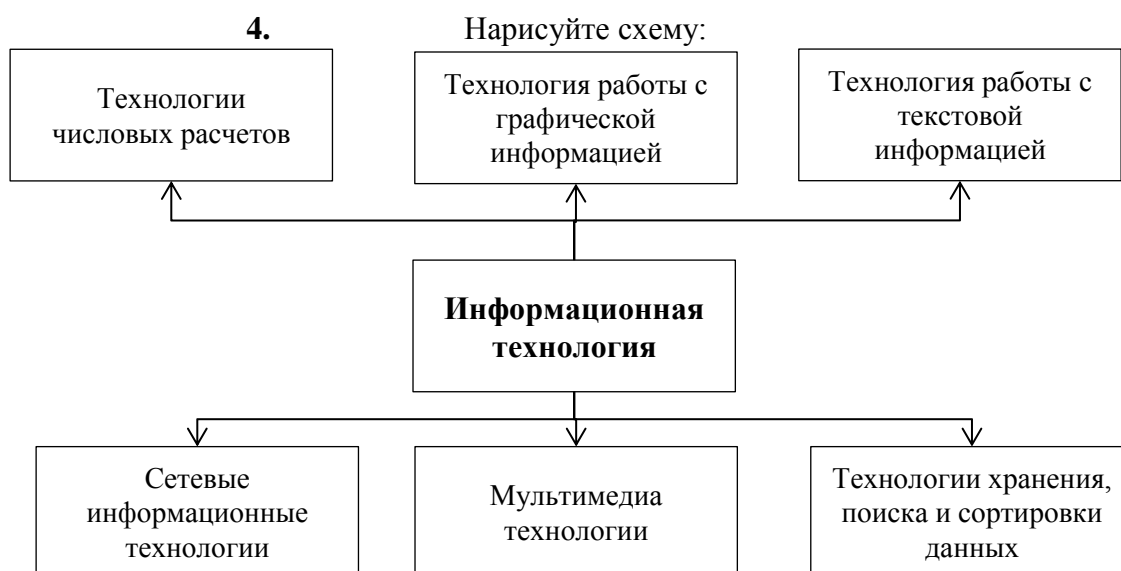 4. Нарисуйте схему:
Технологии
числовых расчетов
Технология работы с
графической
информацией
Технология работы с
текстовой
информацией
Информационная
технология
Сетевые
информационные
технологии
Мультимедиа
технологии
Технологии хранения,
поиска и сортировки
данных